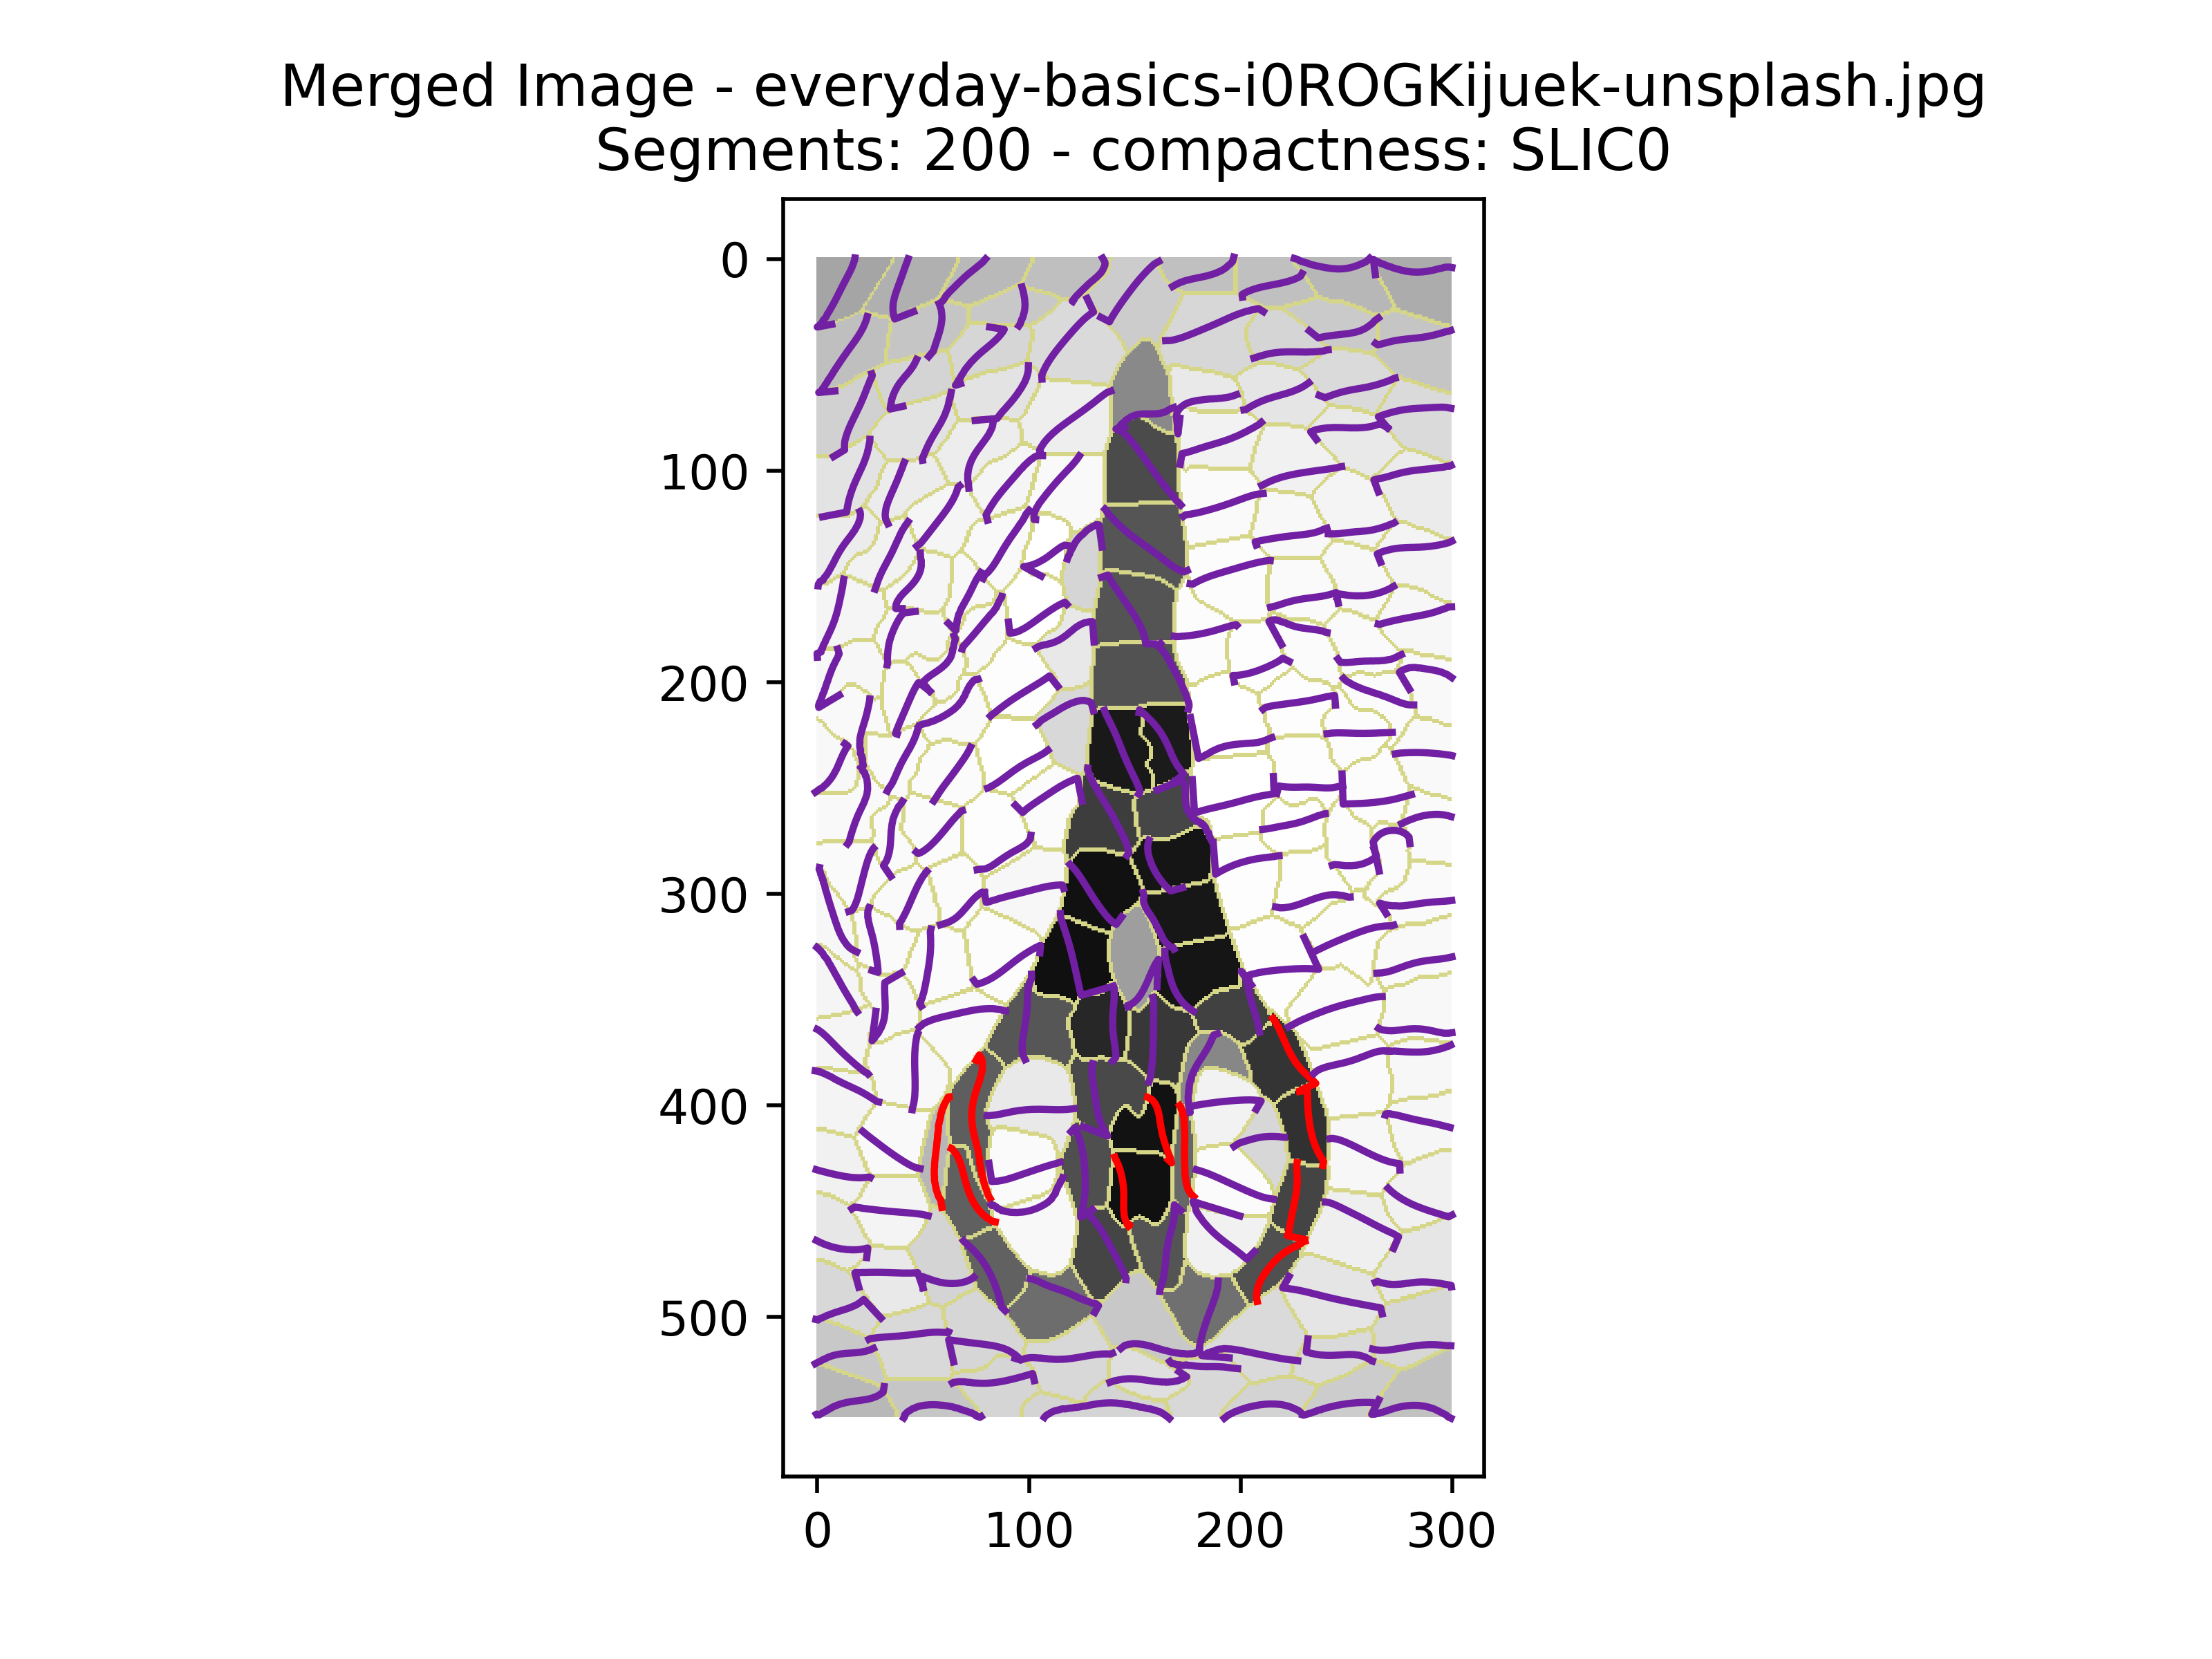 Merged Image - everyday-basics-i0ROGKijuek-unsplash.jpg
Segments: 200 - compactness: SLIC0
0
100
200
300
400
500
0 100 200 300